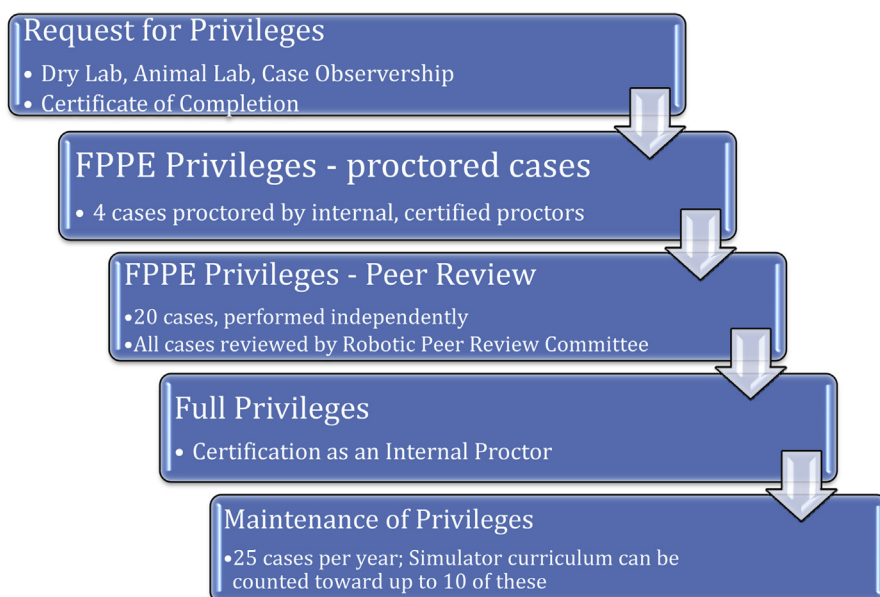 Request for Privileges
• Dry Lab, Animal Lab, Case Observership
• Certificate of Completion
FPPE Privileges - proctored cases
• 4 cases proctored by internal, certified proctors
FPPE Privileges - Peer Review
•20 cases, performed independently
•All cases reviewed by Robotic Peer Review Committee
Full Privileges
• Certification as an Internal Proctor
Maintenance of Privileges
•25 cases per year; Simulator curriculum can be
counted toward up to 10 of these